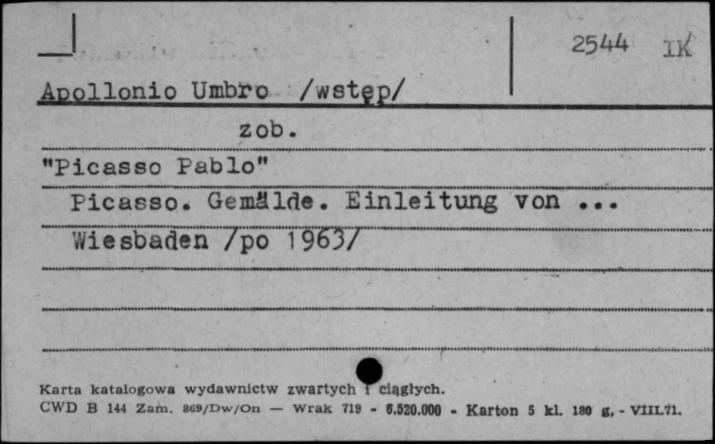 2544 IK
Apollonio Umbro /wstęp/
zob.
"Picasso Pablo"
Picasso. Gemälde. Einleitung von ...
Wiesbaden /po 1963/
Karta katalogowa wydawnictw zwartych i ciągłych.
CWD B 144 Zam. 869/Dw/On — Wrak 719 - 6.520.000 - Karton 5 kl. 180 g. - VIII.71.